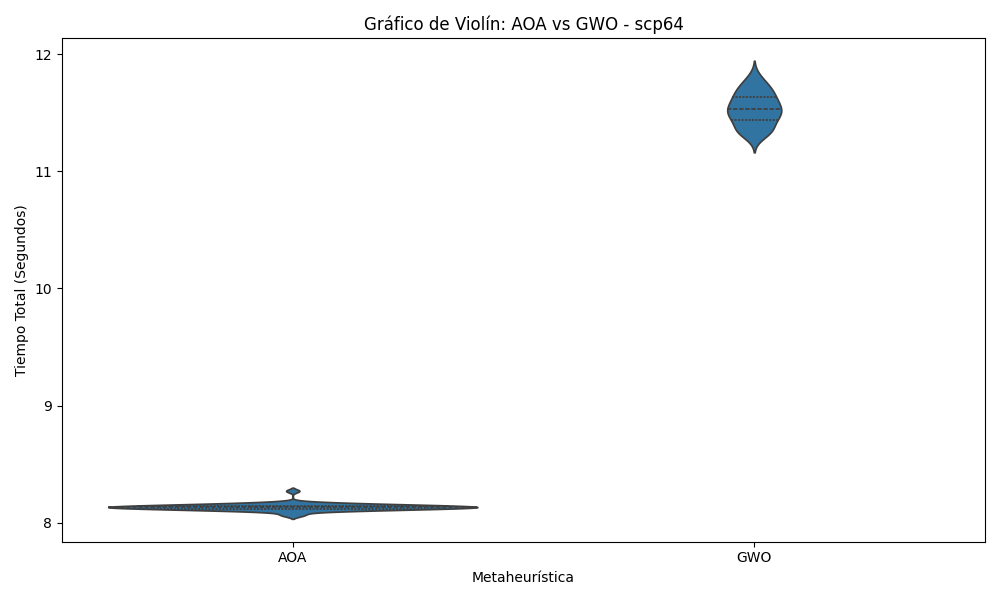 Gráfico de Violín: AOA vs GWO - scp64
Tiempo Total (Segundos)
12
11
10
9
8
AOA
GWO
Metaheurística